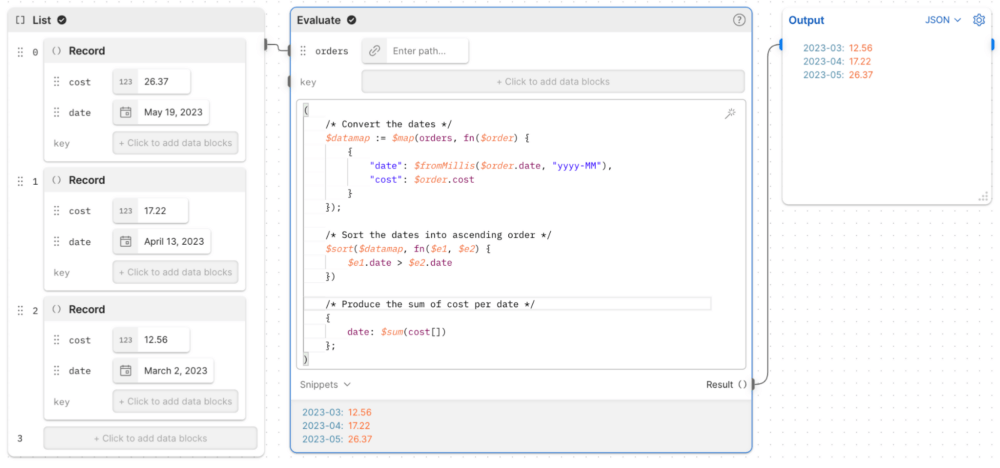 [] List
0 {} Record
cost 123 26.37
date May 19, 2023
key + Click to add data blocks
1 {} Record
cost 123 17.22
date April 13, 2023
key + Click to add data blocks
2 {} Record
cost 123 12.56
date March 2, 2023
key + Click to add data blocks
3 + Click to add data blocks
Evaluate
orders Enter path...
key + Click to add data blocks
(
/* Convert the dates */
$datamap := $map(orders, fn($order) {
{
"date": $fromMillis($order.date, "yyyy-MM"),
"cost": $order.cost
}
});
/* Sort the dates into ascending order */
$sort($datamap, fn($e1, $e2) {
$e1.date > $e2.date
})
/* Produce the sum of cost per date */
{
date: $sum(cost[])
};
)
Snippets
Result {}
2023-03: 12.56
2023-04: 17.22
2023-05: 26.37
Output JSON
2023-03: 12.56
2023-04: 17.22
2023-05: 26.37